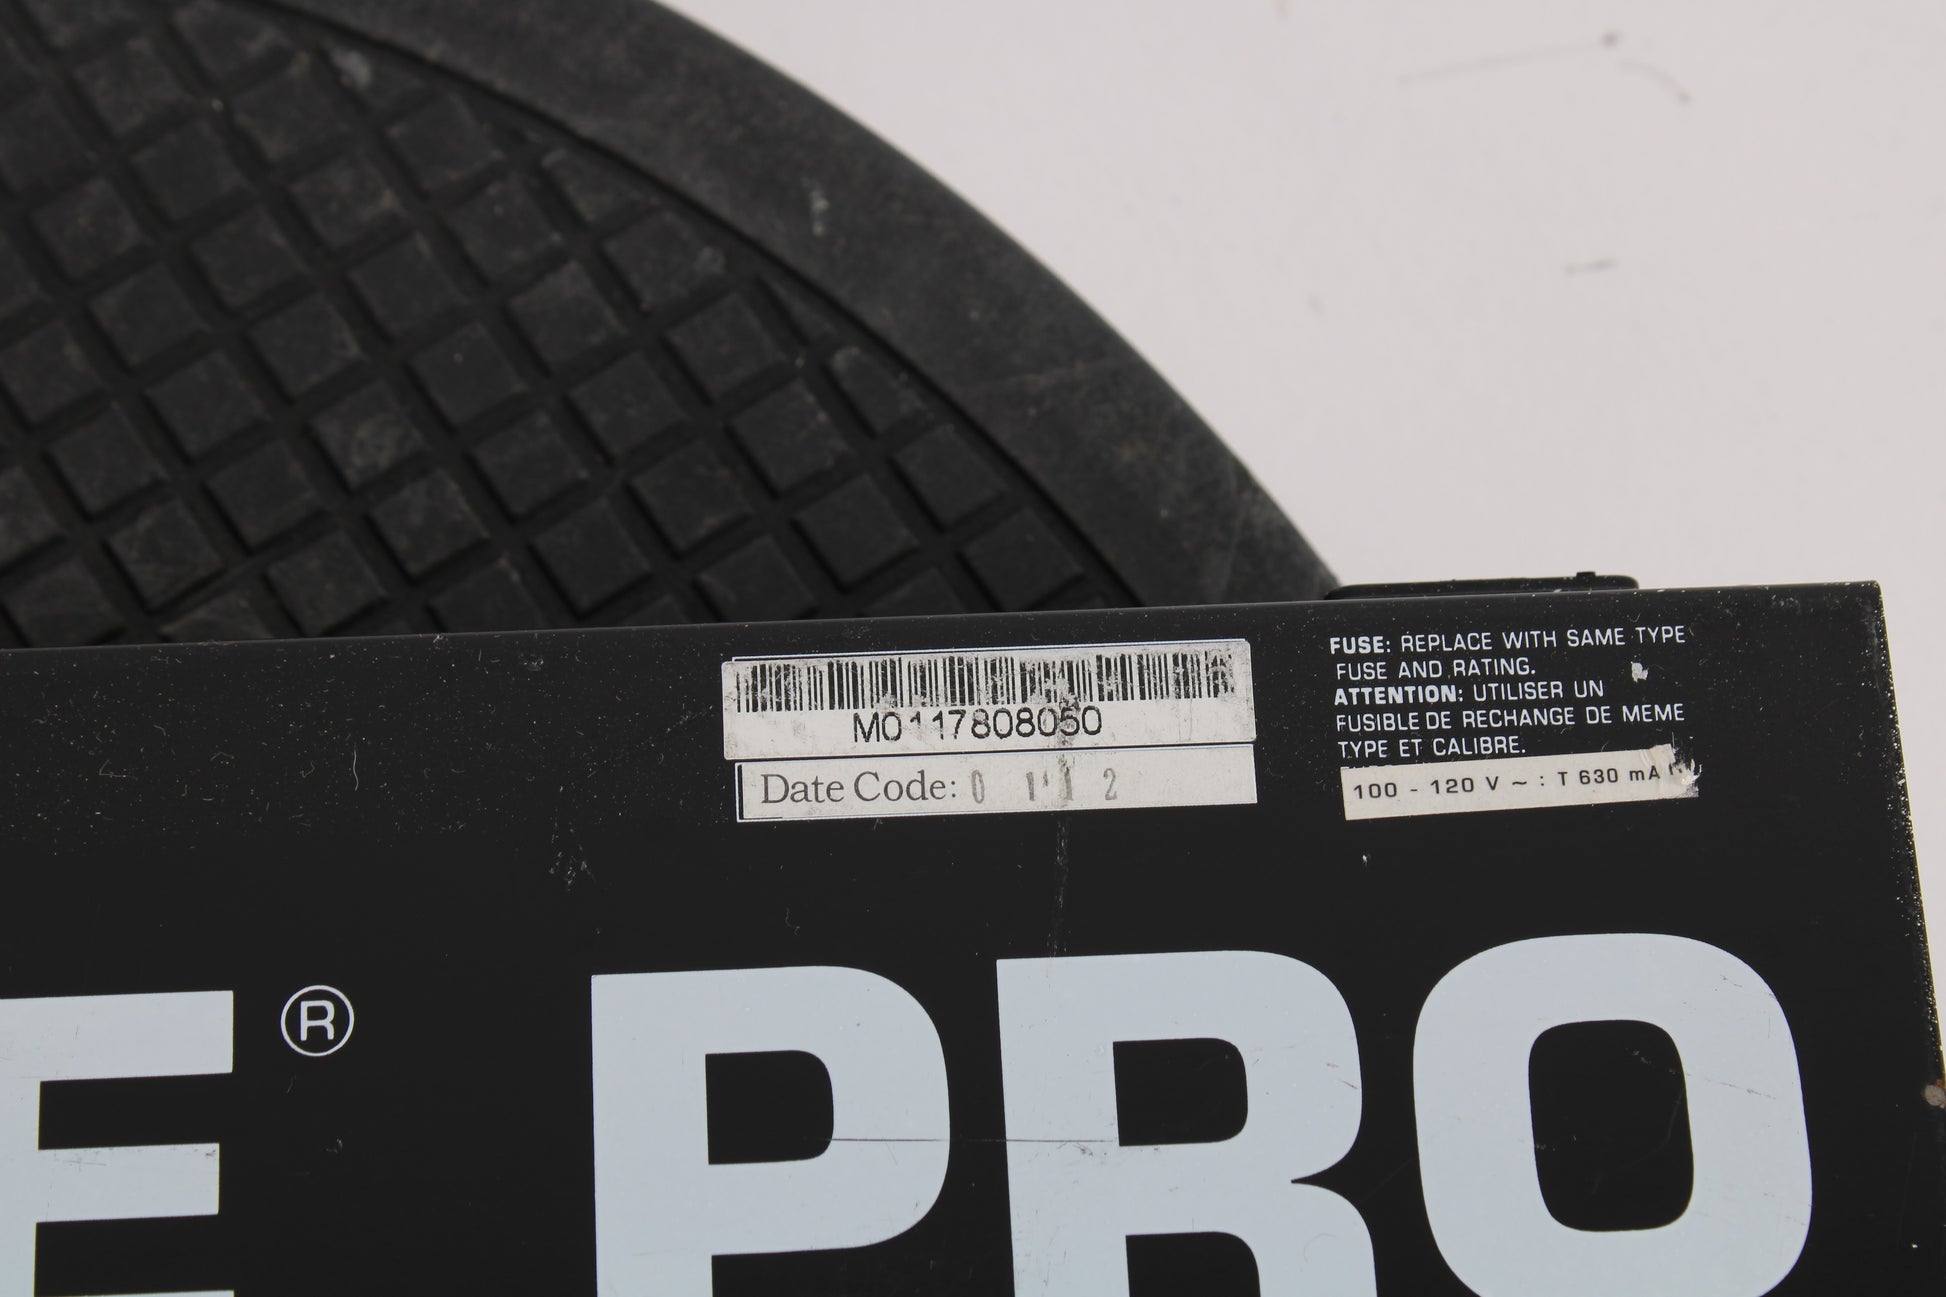 M0117808050
Date Code: 0 1 1 2
FUSE: REPLACE WITH SAME TYPE
FUSE AND RATING.
ATTENTION: UTILISER UN
FUSIBLE DE RECHANGE DE MEME
TYPE ET CALIBRE.
100 - 120 V ~ : T 630 mA
E® PRO